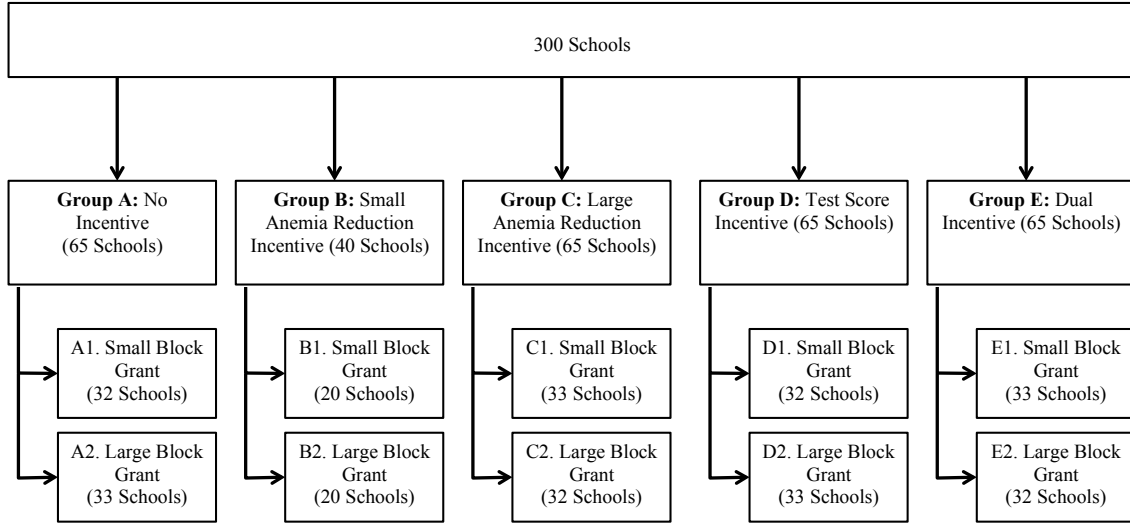 300 Schools
Group A: No
Incentive
(65 Schools)
Group B: Small
Anemia Reduction
Incentive (40 Schools)
Group C: Large
Anemia Reduction
Incentive (65 Schools)
Group D: Test Score
Incentive (65 Schools)
Group E: Dual
Incentive (65 Schools)
A1. Small Block
Grant
(32 Schools)
B1. Small Block
Grant
(20 Schools)
C1. Small Block
Grant
(33 Schools)
D1. Small Block
Grant
(32 Schools)
E1. Small Block
Grant
(33 Schools)
A2. Large Block
Grant
(33 Schools)
B2. Large Block
Grant
(20 Schools)
C2. Large Block
Grant
(32 Schools)
D2. Large Block
Grant
(33 Schools)
E2. Large Block
Grant
(32 Schools)